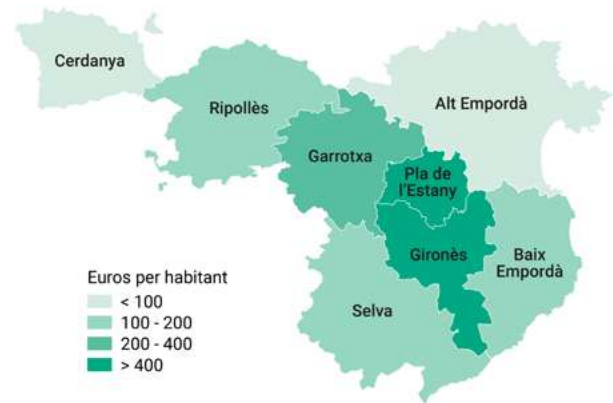 Cerdanya
Ripollès
Alt Empordà
Garrotxa
Pla de
l'Estany
Gironès
Baix
Empordà
Selva
Euros per habitant
< 100
100 - 200
200 - 400
> 400